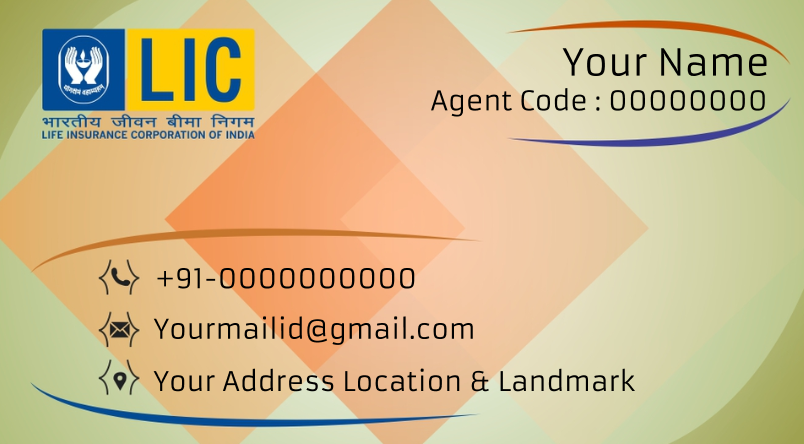 LIC
भारतीय जीवन बीमा निगम
LIFE INSURANCE CORPORATION OF INDIA
Your Name
Agent Code : 00000000
+91-0000000000
Yourmailid@gmail.com
Your Address Location & Landmark